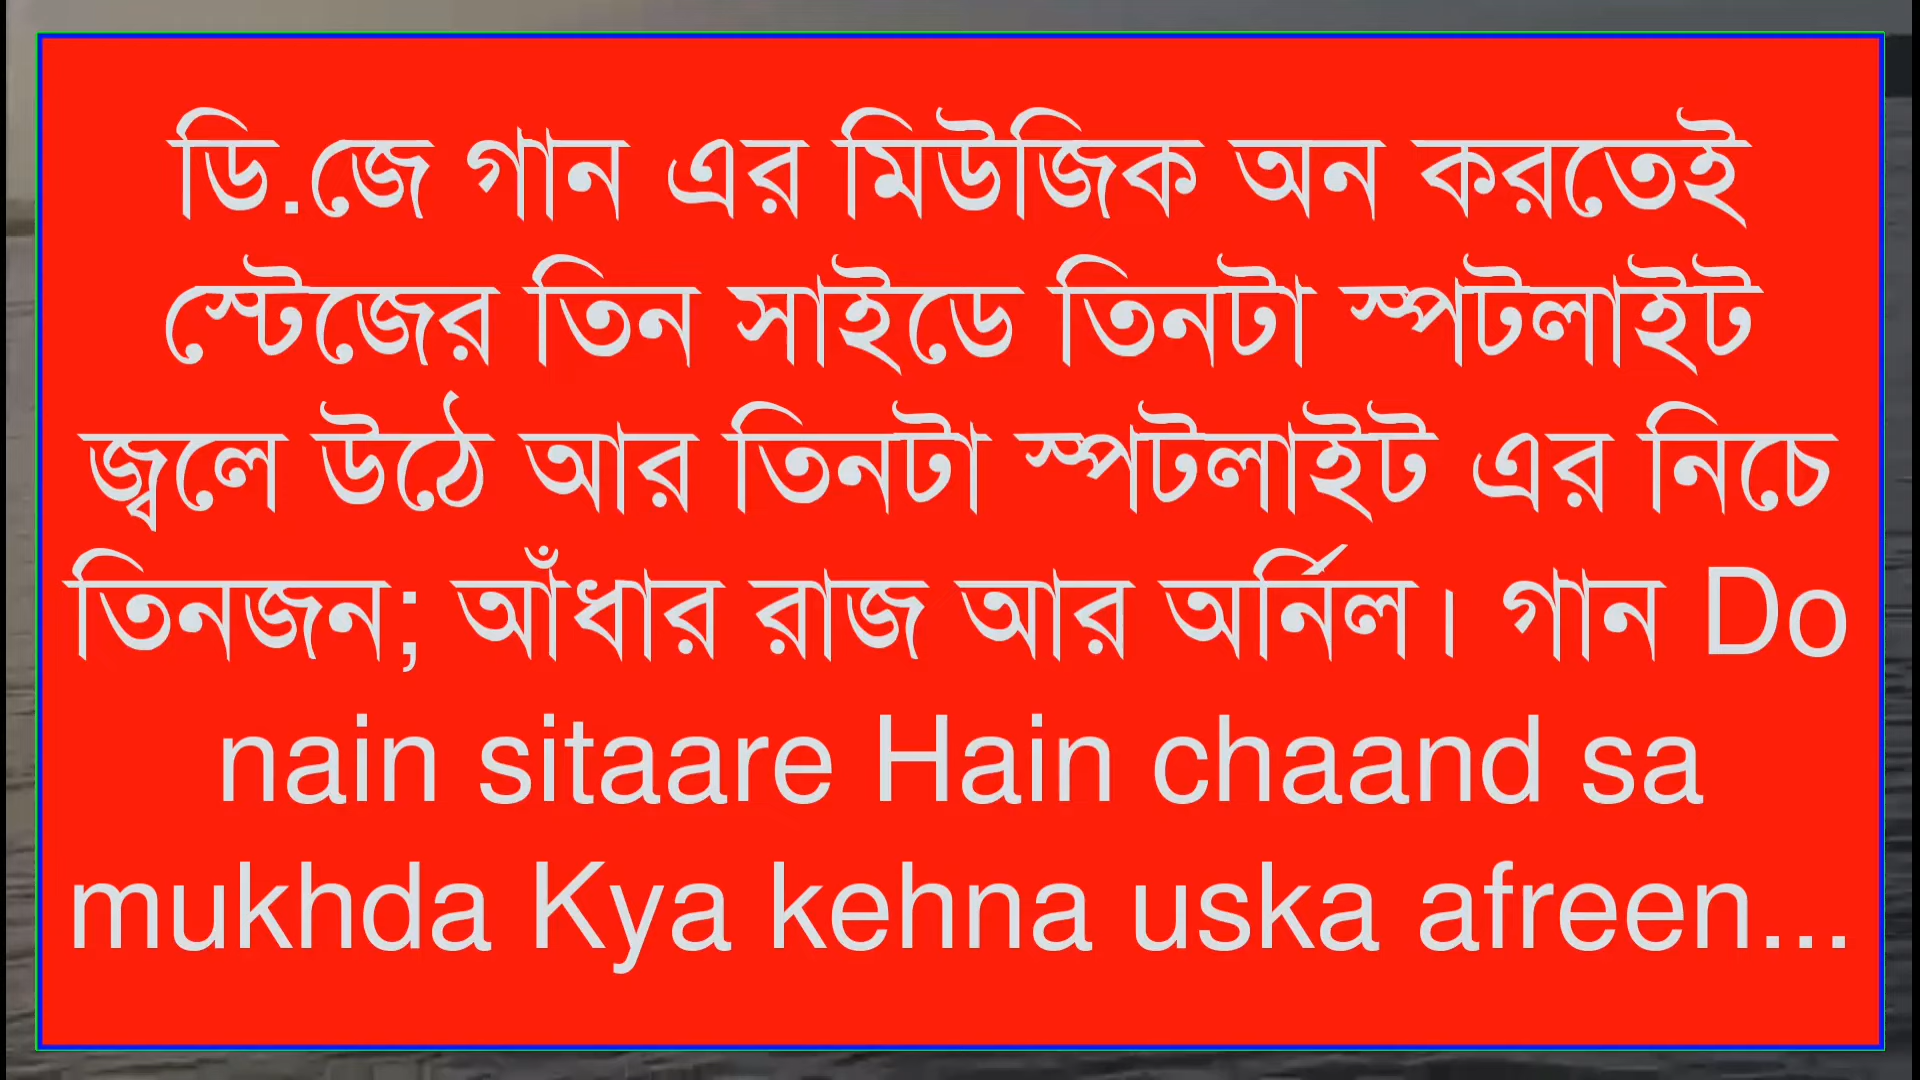 ডি.জে গান এর মিউজিক অন করতেই
স্টেজের তিন সাইডে তিনটা স্পটলাইট
জ্বলে উঠে আর তিনটা স্পটলাইট এর নিচে
তিনজন; আঁধার রাজ আর অর্নিল। গান Do
nain sitaare Hain chaand sa
mukhda Kya kehna uska afreen...